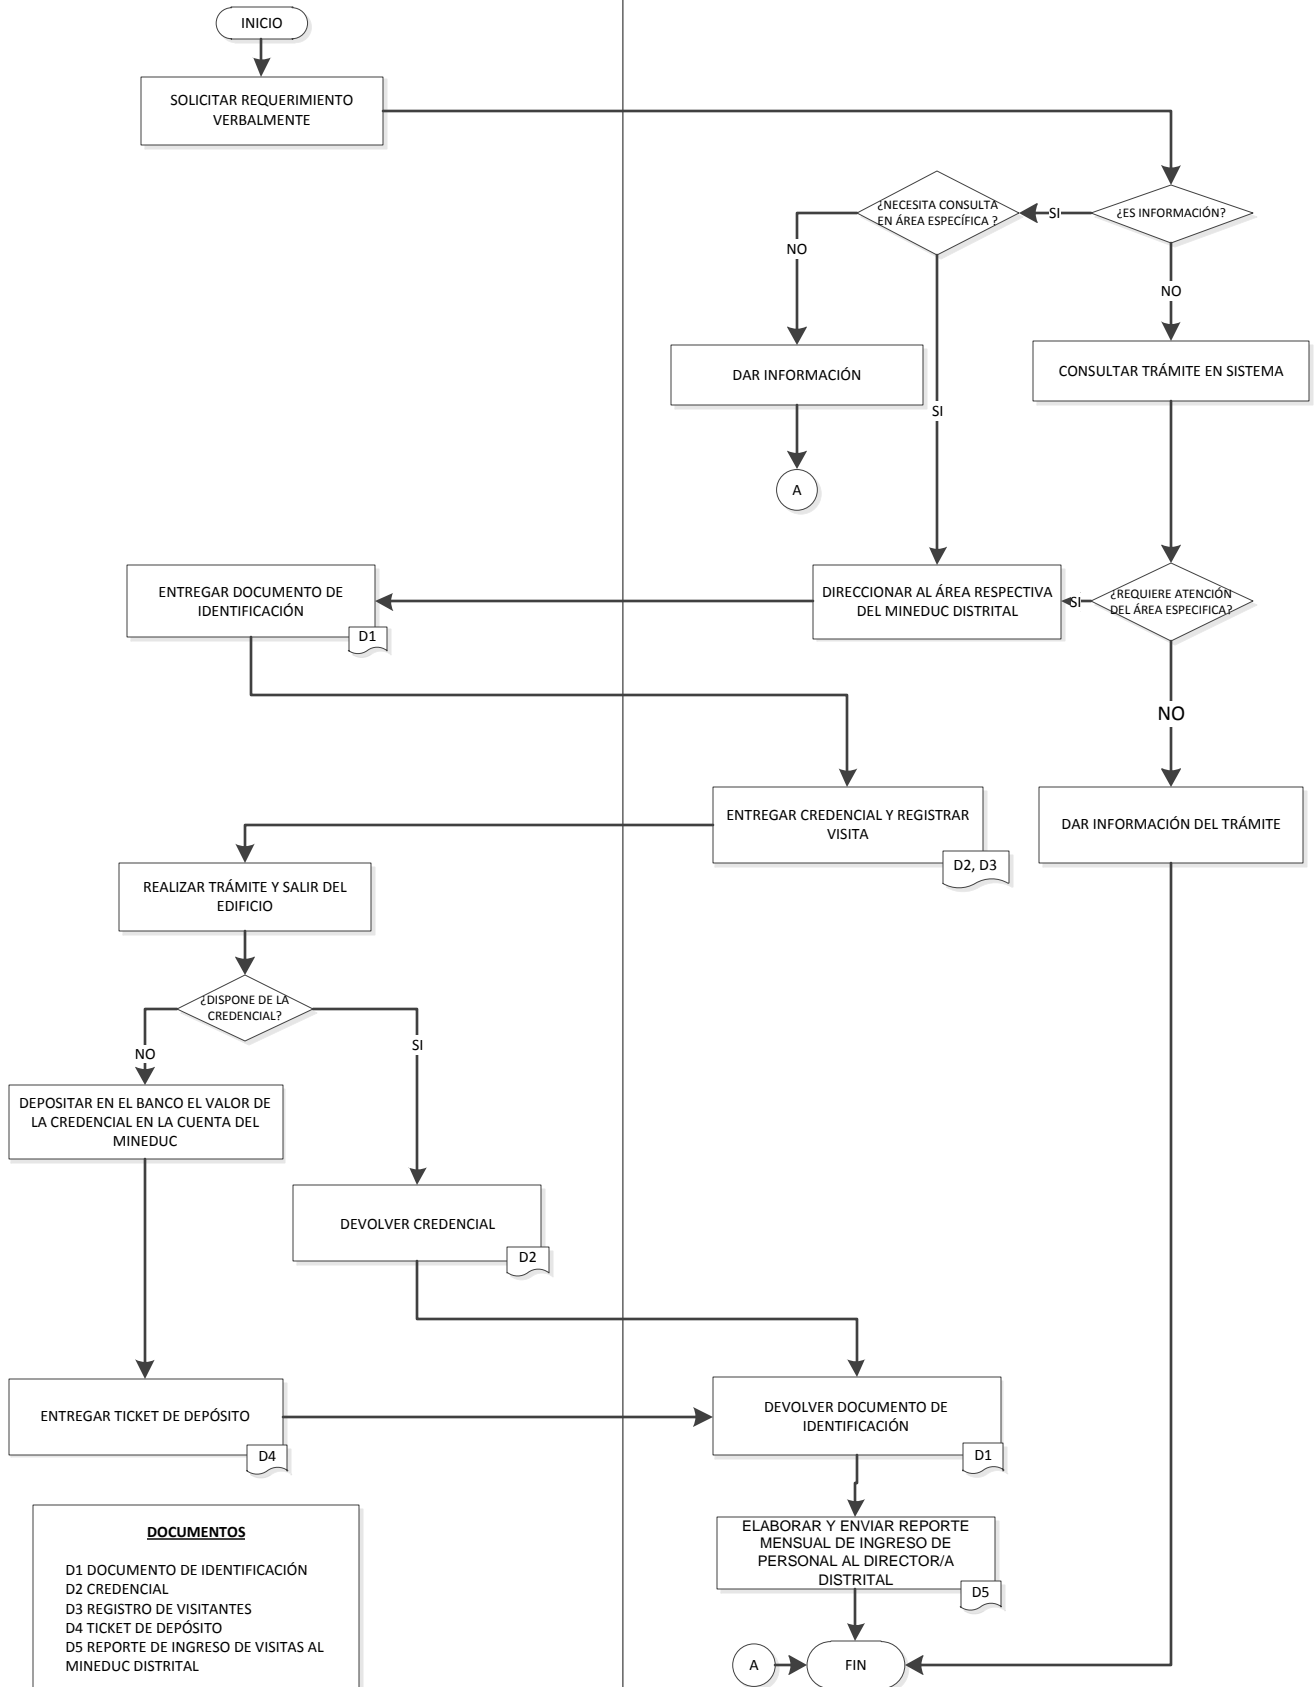 INICIO
SOLICITAR REQUERIMIENTO
VERBALMENTE
¿ES INFORMACIÓN?
SI
¿NECESITA CONSULTA
EN ÁREA ESPECÍFICA ?
NO
NO
SI
DAR INFORMACIÓN
A
CONSULTAR TRÁMITE EN SISTEMA
¿REQUIERE ATENCIÓN
DEL ÁREA ESPECIFICA?
SI
DIRECCIONAR AL ÁREA RESPECTIVA
DEL MINEDUC DISTRITAL
ENTREGAR DOCUMENTO DE
IDENTIFICACIÓN
D1
NO
ENTREGAR CREDENCIAL Y REGISTRAR
VISITA
D2, D3
DAR INFORMACIÓN DEL TRÁMITE
REALIZAR TRÁMITE Y SALIR DEL
EDIFICIO
¿DISPONE DE LA
CREDENCIAL?
NO
SI
DEPOSITAR EN EL BANCO EL VALOR DE
LA CREDENCIAL EN LA CUENTA DEL
MINEDUC
DEVOLVER CREDENCIAL
D2
ENTREGAR TICKET DE DEPÓSITO
D4
DEVOLVER DOCUMENTO DE
IDENTIFICACIÓN
D1
ELABORAR Y ENVIAR REPORTE
MENSUAL DE INGRESO DE
PERSONAL AL DIRECTOR/A
DISTRITAL
D5
A
FIN
DOCUMENTOS
D1 DOCUMENTO DE IDENTIFICACIÓN
D2 CREDENCIAL
D3 REGISTRO DE VISITANTES
D4 TICKET DE DEPÓSITO
D5 REPORTE DE INGRESO DE VISITAS AL
MINEDUC DISTRITAL